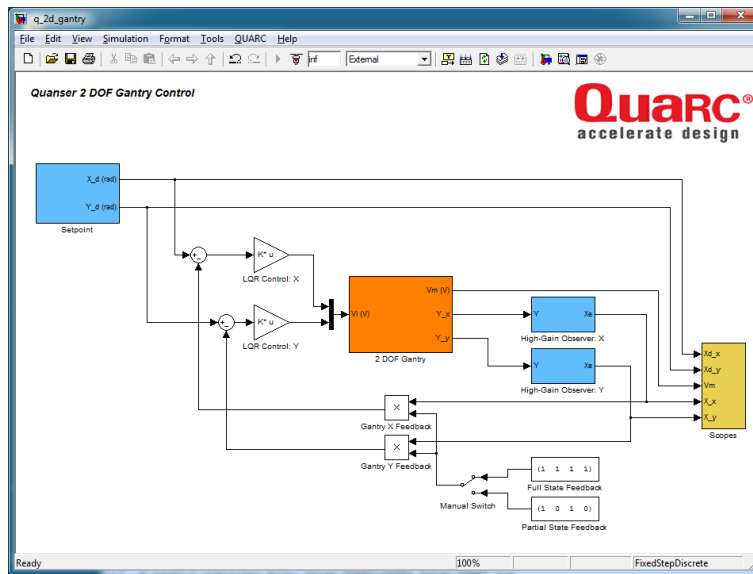 q_2d_gantry
File Edit View Simulation Format Tools QUARC Help
inf External
Quanser 2 DOF Gantry Control
QUARC®
accelerate design
X_d (rad)
Y_d (rad)
Setpoint
K* u
LQR Control: X
K* u
LQR Control: Y
Vi (V)
Vm (V)
Y_x
Y_y
2 DOF Gantry
Y Xe
High-Gain Observer: X
Y Xe
High-Gain Observer: Y
Xd_x
Xd_y
Vm
X_x
X_y
Scopes
×
Gantry X Feedback
×
Gantry Y Feedback
Manual Switch
(1 1 1 1)
Full State Feedback
(1 0 1 0)
Partial State Feedback
Ready 100% FixedStepDiscrete